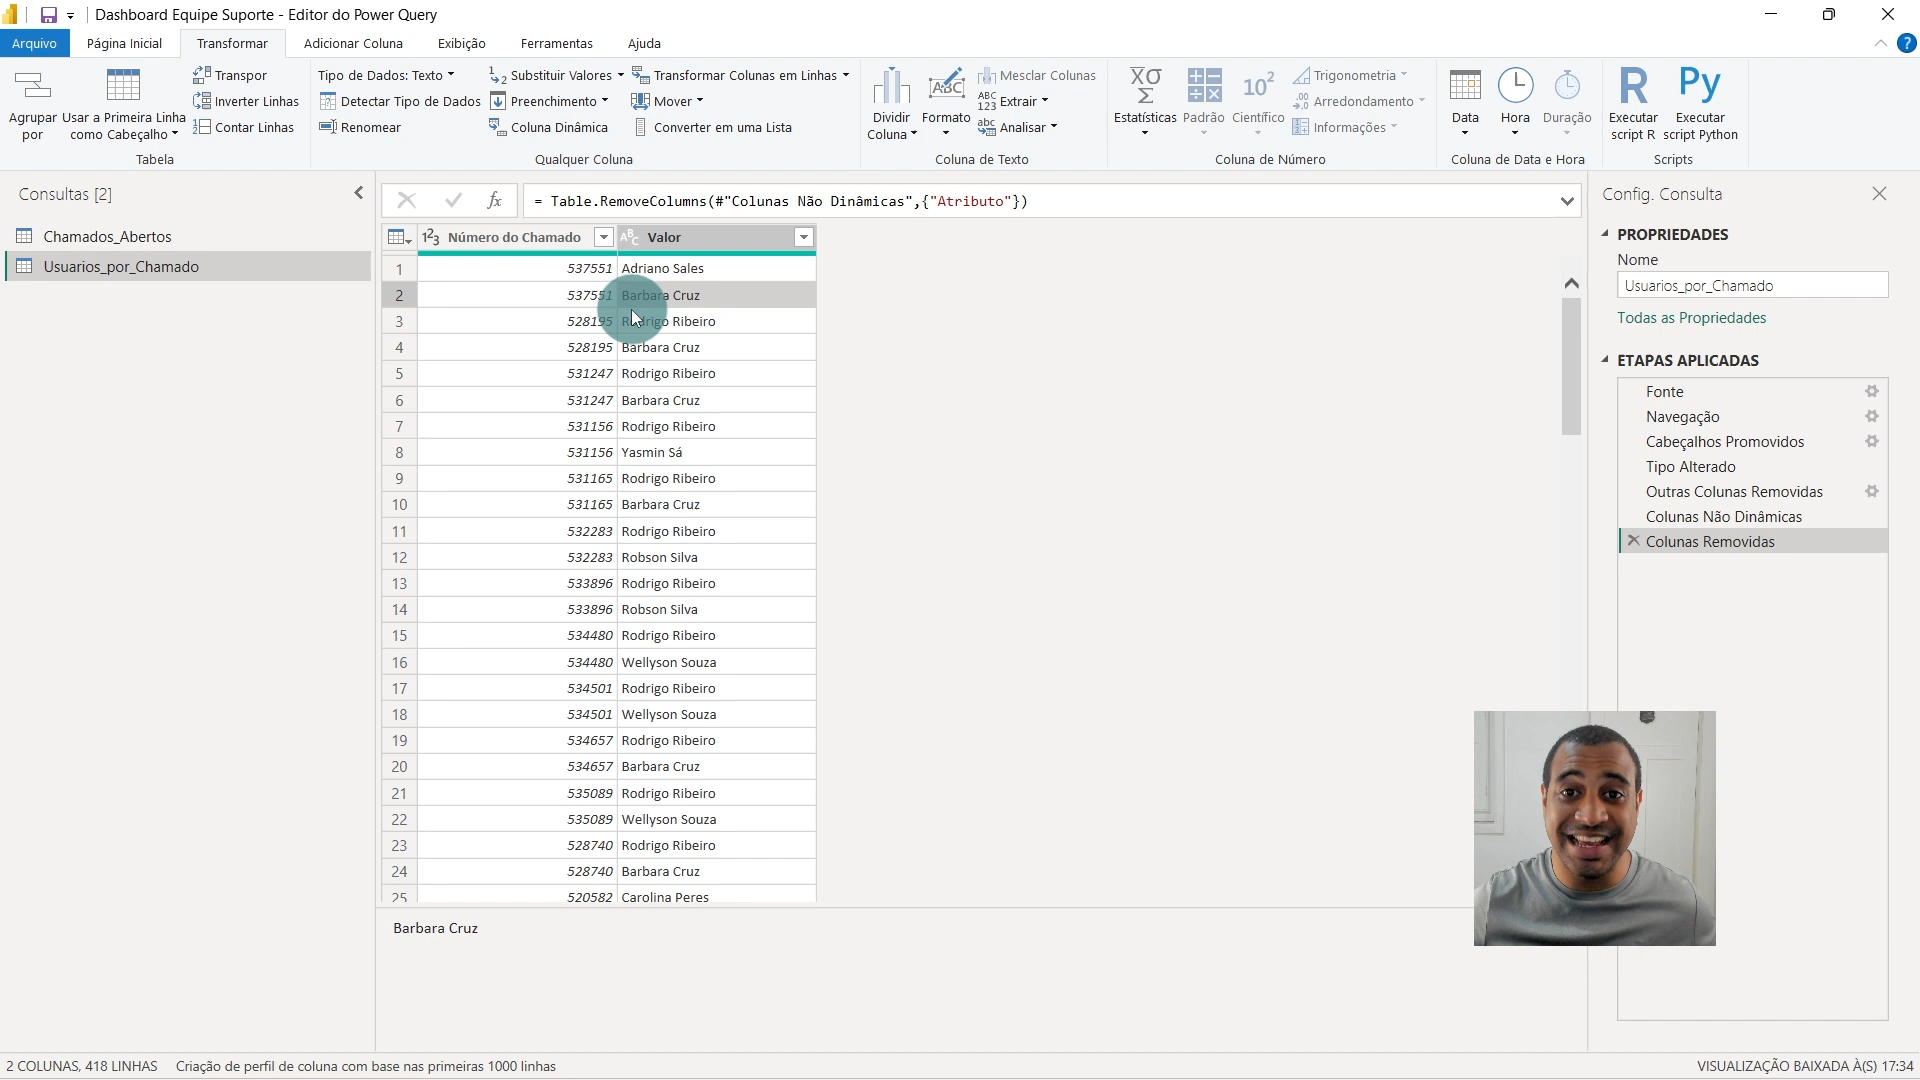 Dashboard Equipe Suporte - Editor do Power Query
Arquivo
Página Inicial
Transformar
Adicionar Coluna
Exibição
Ferramentas
Ajuda
Agrupar por
Usar a Primeira Linha como Cabeçalho
Transpor
Inverter Linhas
Contar Linhas
Tabela
Tipo de Dados: Texto
Detectar Tipo de Dados
Renomear
Substituir Valores
Preenchimento
Coluna Dinâmica
Transformar Colunas em Linhas
Mover
Converter em uma Lista
Qualquer Coluna
Dividir Coluna
Formato
Mesclar Colunas
Extrair
Analisar
Coluna de Texto
Estatísticas
Padrão
Científico
Trigonometria
Arredondamento
Informações
Coluna de Número
Data
Hora
Duração
Coluna de Data e Hora
Executar script R
Executar script Python
Scripts
Consultas [2]
Chamados_Abertos
Usuarios_por_Chamado
= Table.RemoveColumns(#"Colunas Não Dinâmicas",{"Atributo"})
Número do Chamado Valor
1 537551 Adriano Sales
2 537551 Barbara Cruz
3 528195 Rodrigo Ribeiro
4 528195 Barbara Cruz
5 531247 Rodrigo Ribeiro
6 531247 Barbara Cruz
7 531156 Rodrigo Ribeiro
8 531156 Yasmin Sá
9 531165 Rodrigo Ribeiro
10 531165 Barbara Cruz
11 532283 Rodrigo Ribeiro
12 532283 Robson Silva
13 533896 Rodrigo Ribeiro
14 533896 Robson Silva
15 534480 Rodrigo Ribeiro
16 534480 Wellyson Souza
17 534501 Rodrigo Ribeiro
18 534501 Wellyson Souza
19 534657 Rodrigo Ribeiro
20 534657 Barbara Cruz
21 535089 Rodrigo Ribeiro
22 535089 Wellyson Souza
23 528740 Rodrigo Ribeiro
24 528740 Barbara Cruz
25 520582 Carolina Peres
Barbara Cruz
Config. Consulta
PROPRIEDADES
Nome
Usuarios_por_Chamado
Todas as Propriedades
ETAPAS APLICADAS
Fonte
Navegação
Cabeçalhos Promovidos
Tipo Alterado
Outras Colunas Removidas
Colunas Não Dinâmicas
Colunas Removidas
2 COLUNAS, 418 LINHAS
Criação de perfil de coluna com base nas primeiras 1000 linhas
VISUALIZAÇÃO BAIXADA À(S) 17:34